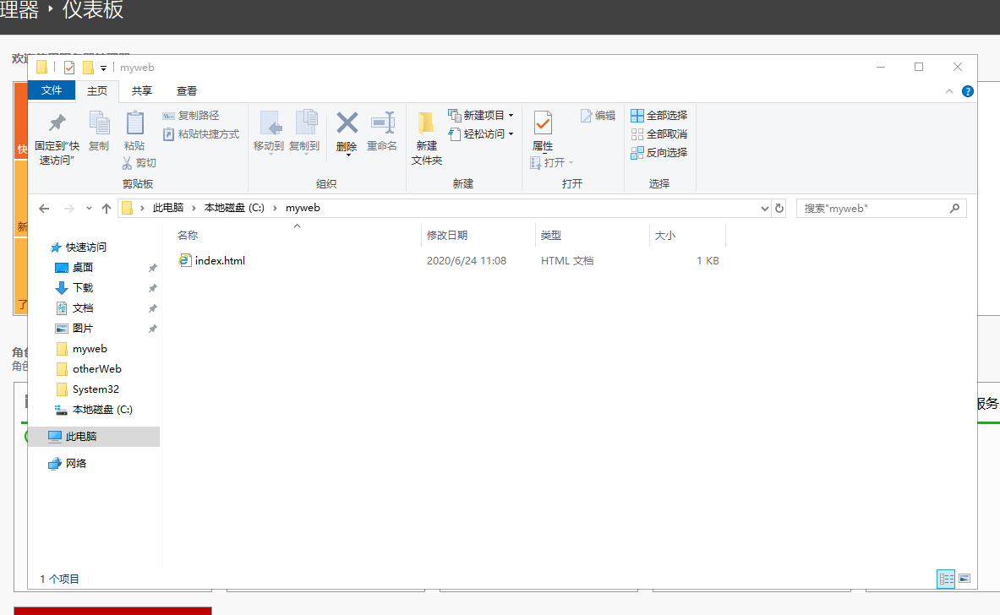 理器 ‣ 仪表板
myweb
文件 主页 共享 查看
固定到"快速访问"
复制
粘贴
复制路径
粘贴快捷方式
剪切
剪贴板
移动到
复制到
删除
重命名
组织
新建
文件夹
新建项目
轻松访问
新建
属性
打开
编辑
打开
全部选择
全部取消
反向选择
选择
此电脑 › 本地磁盘 (C:) › myweb
搜索"myweb"
名称 修改日期 类型 大小
index.html 2020/6/24 11:08 HTML 文档 1 KB
快速访问
桌面
下载
文档
图片
myweb
otherWeb
System32
本地磁盘 (C:)
此电脑
网络
1 个项目
快
新
了
角
角
服务